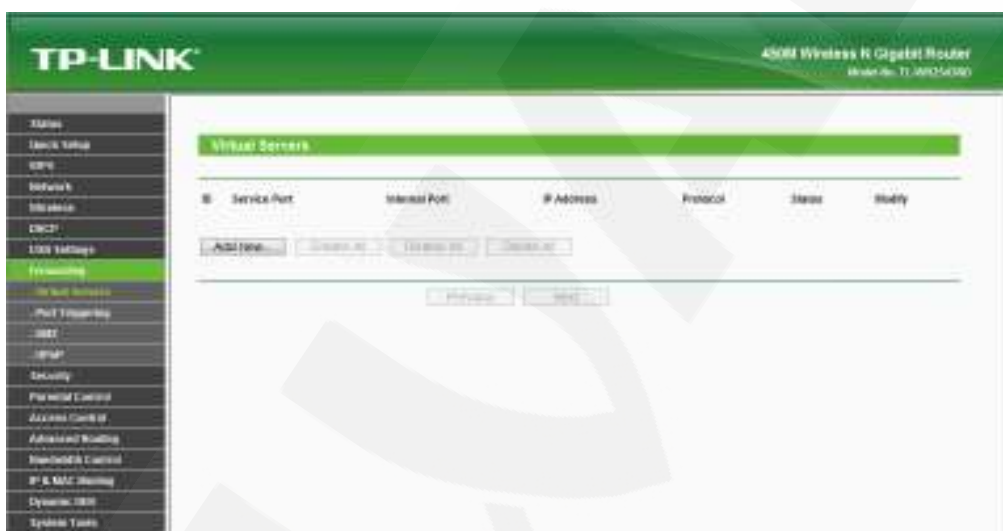 TP-LINK
450M Wireless N Gigabit Router
Model No.
Status
Quick Setup
WPS
Network
Wireless
DHCP
USB Settings
Forwarding
- Virtual Servers
- Port Triggering
- DMZ
- UPnP
Security
Parental Control
Access Control
Advanced Routing
Bandwidth Control
IP & MAC Binding
Dynamic DNS
System Tools
Virtual Servers
ID Service Port Internal Port IP Address Protocol Status Modify
Add New... Enable All Disable All Delete All
Previous Next